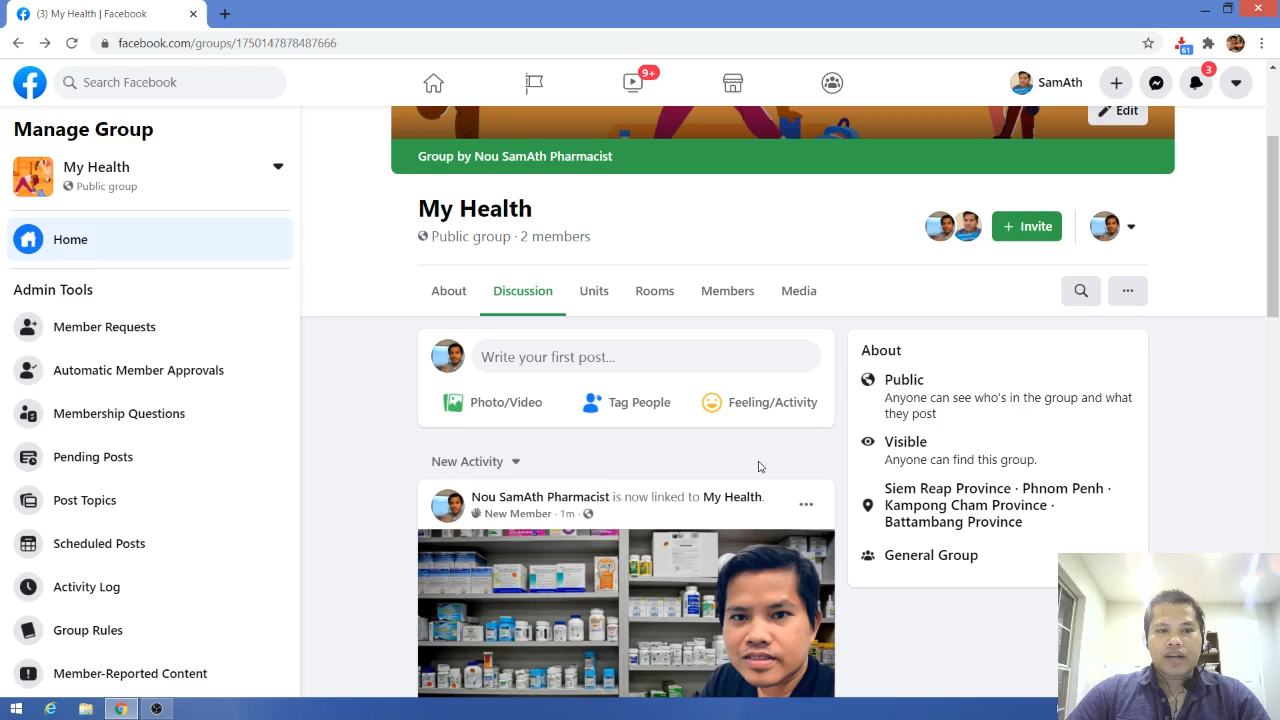 (3) My Health | Facebook
facebook.com/groups/1750147878487666
61
Search Facebook
9+
SamAth
3
Manage Group
My Health
Public group
Home
Admin Tools
Member Requests
Automatic Member Approvals
Membership Questions
Pending Posts
Post Topics
Scheduled Posts
Activity Log
Group Rules
Member-Reported Content
Edit
Group by Nou SamAth Pharmacist
My Health
Public group · 2 members
+ Invite
About
Discussion
Units
Rooms
Members
Media
Write your first post...
Photo/Video
Tag People
Feeling/Activity
New Activity
Nou SamAth Pharmacist is now linked to My Health.
New Member · 1m ·
About
Public
Anyone can see who's in the group and what
they post
Visible
Anyone can find this group.
Siem Reap Province · Phnom Penh ·
Kampong Cham Province ·
Battambang Province
General Group